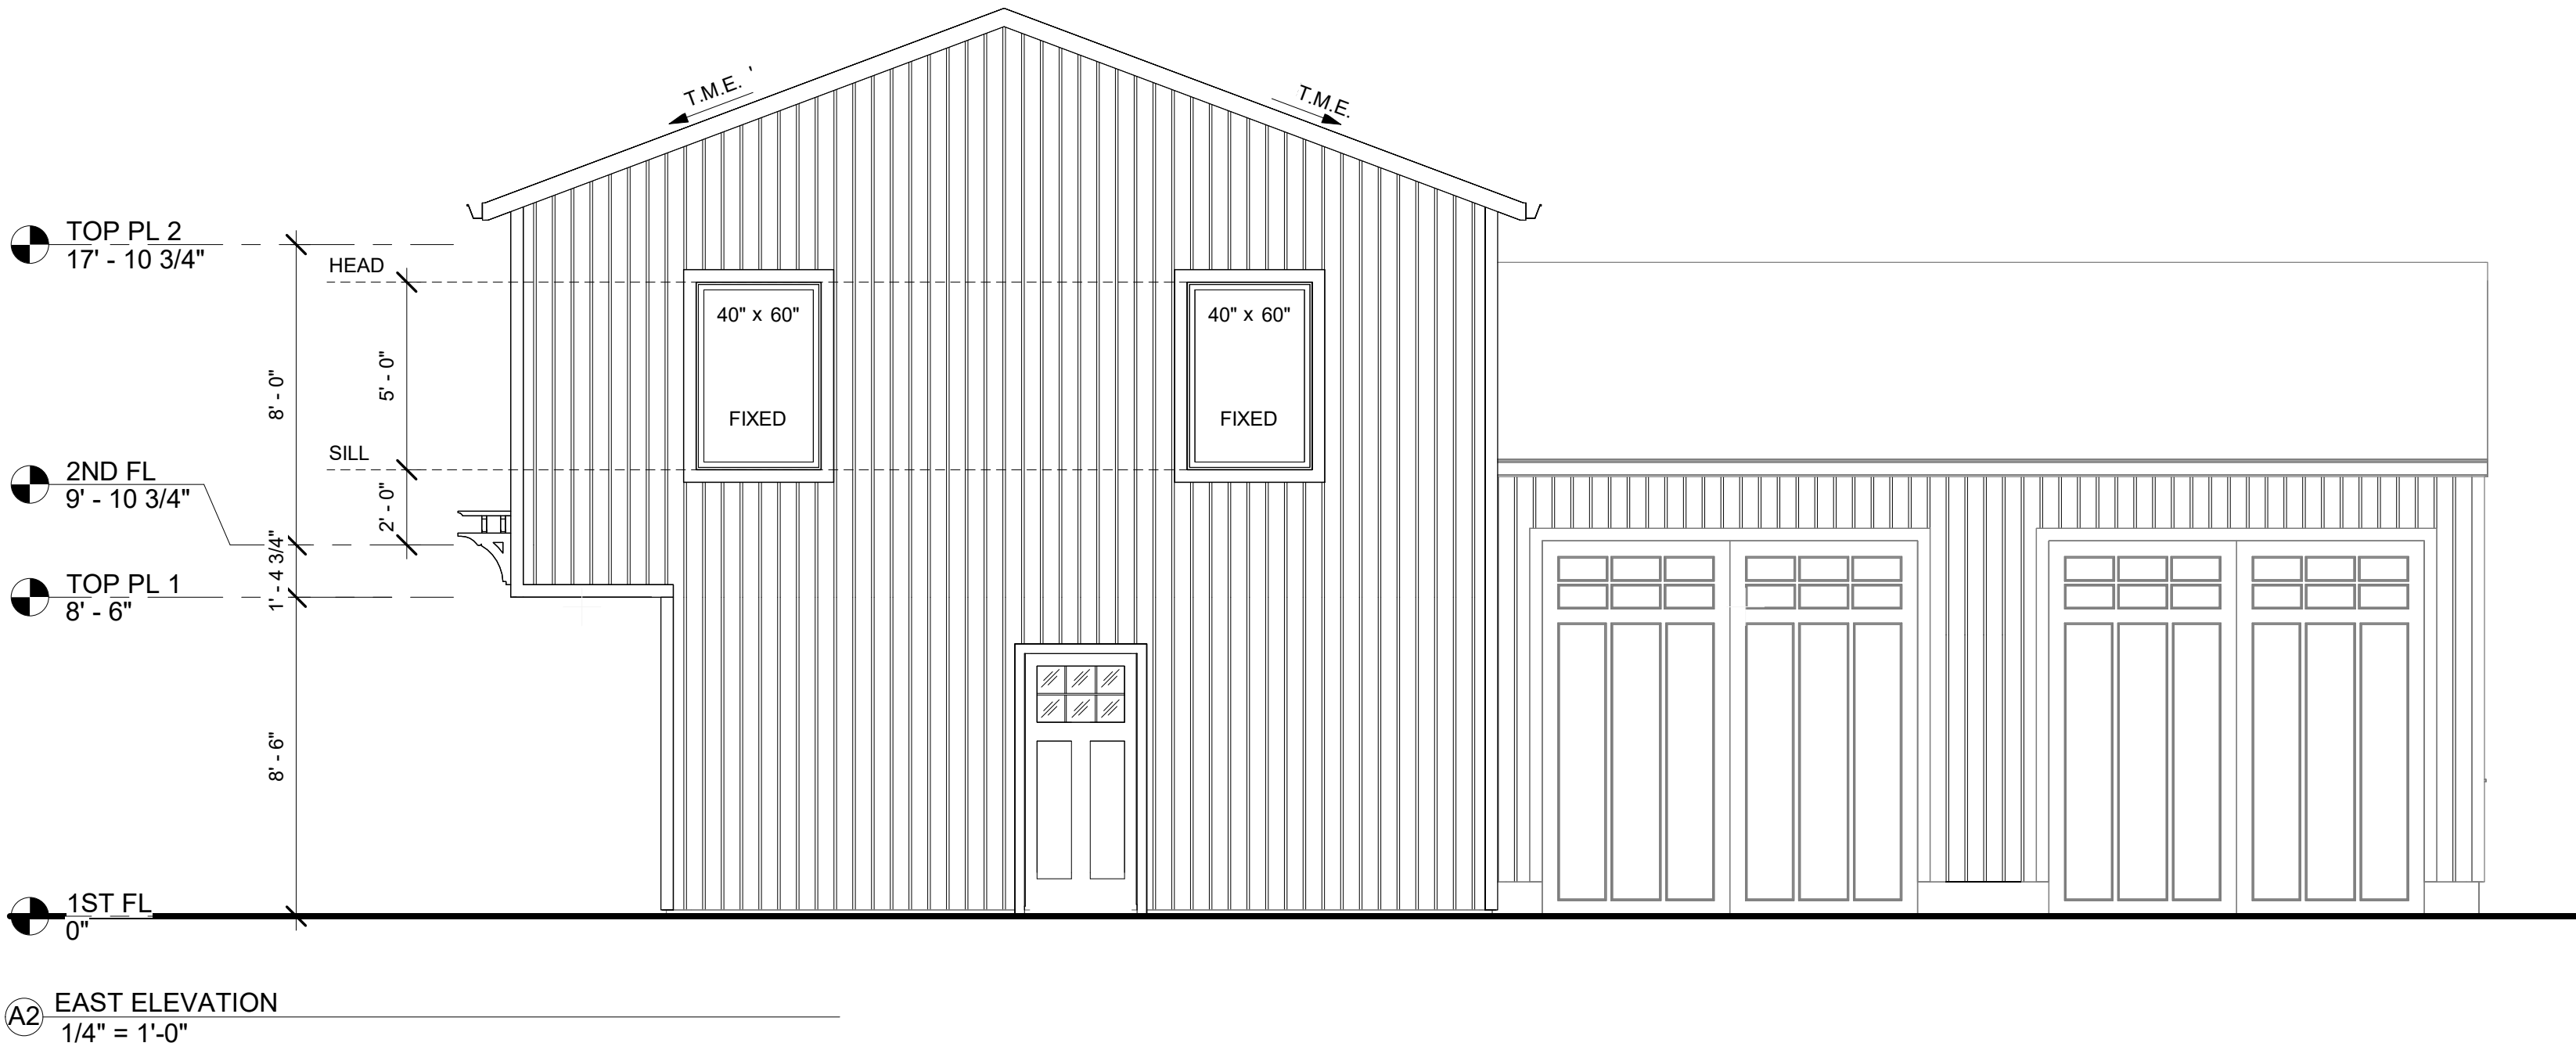 T.M.E. '
T.M.E.
TOP PL 2
17' - 10 3/4"
HEAD
40" x 60"
40" x 60"
8' - 0"
5' - 0"
FIXED
FIXED
SILL
2ND FL
9' - 10 3/4"
2' - 0"
1' - 4 3/4"
TOP PL 1
8' - 6"
8' - 6"
1ST FL
0"
A2
EAST ELEVATION
1/4" = 1'-0"